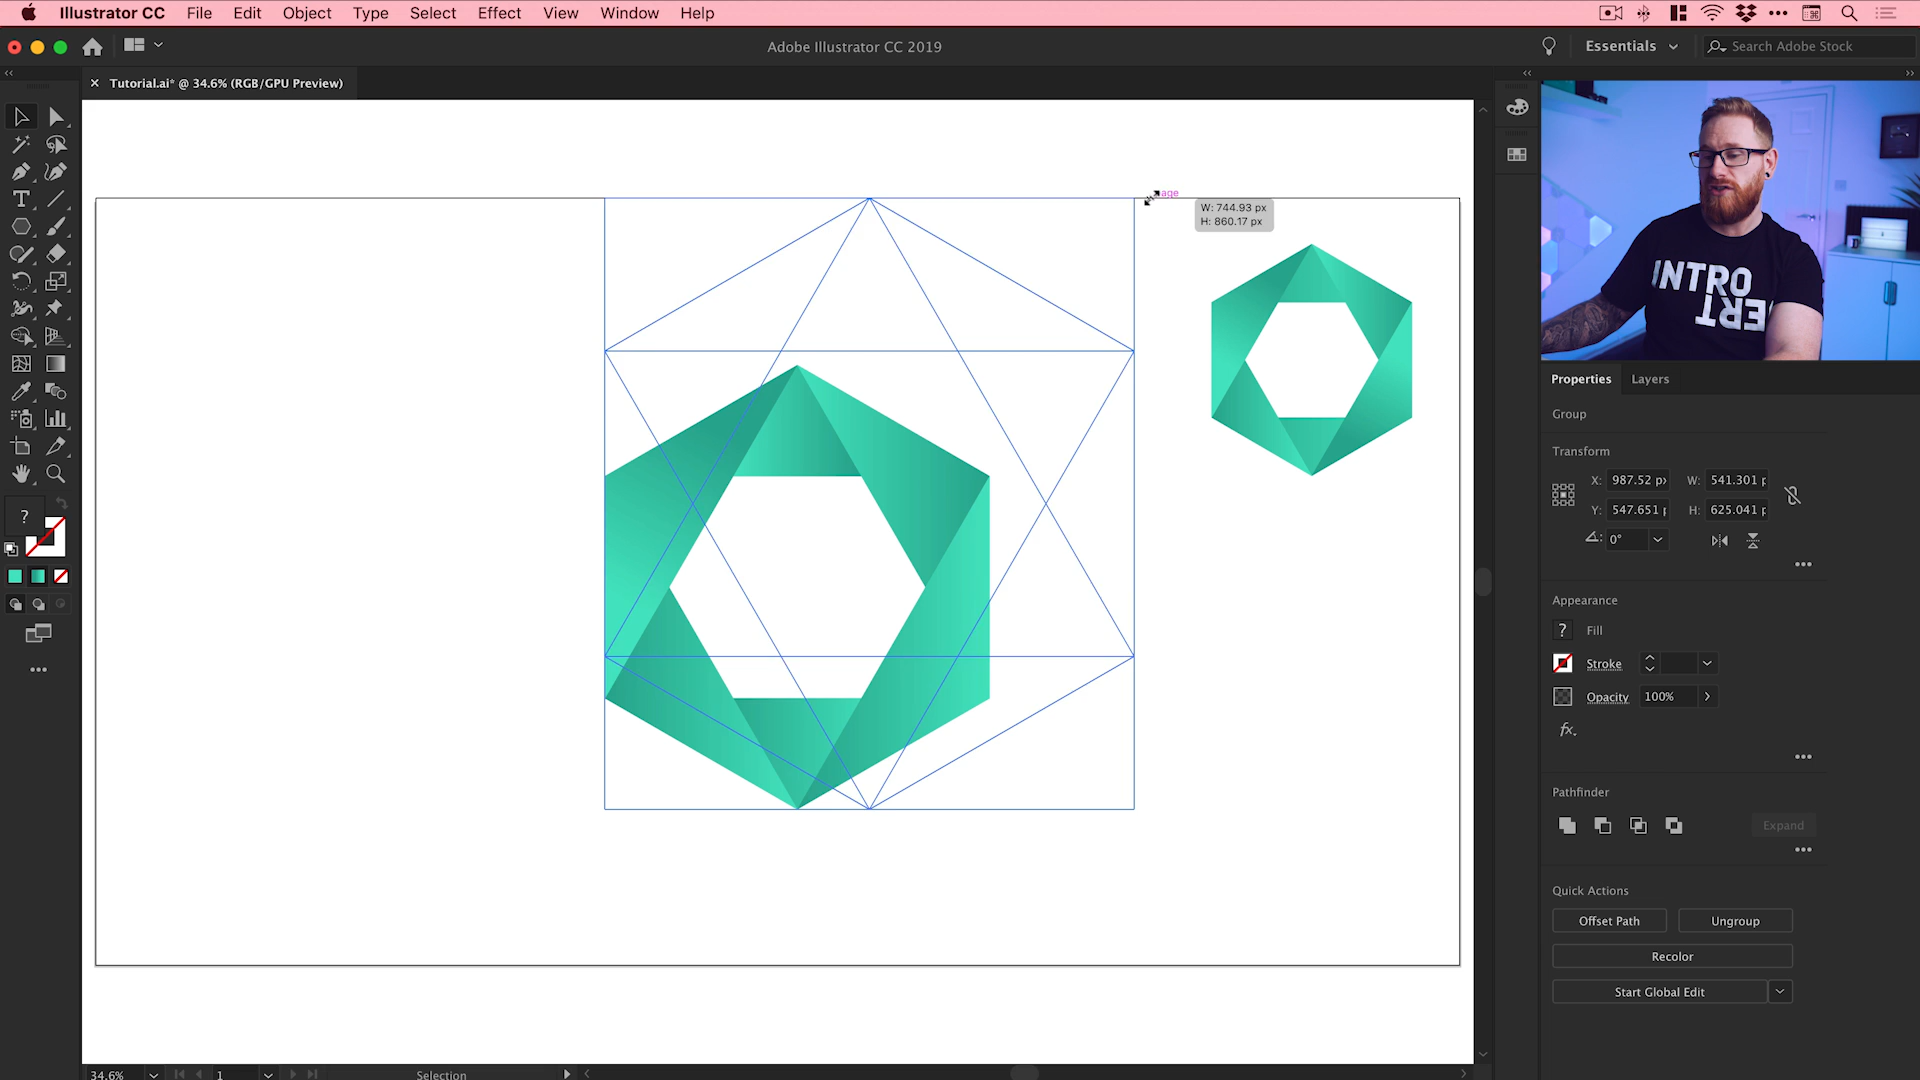 Illustrator CC File Edit Object Type Select Effect View Window Help
Adobe Illustrator CC 2019
Essentials
Search Adobe Stock
× Tutorial.ai* @ 34.6% (RGB/GPU Preview)
age
W: 744.93 px
H: 860.17 px
INTRO
VERT
Properties Layers
Group
Transform
X: 987.52 px W: 541.301 p
Y: 547.651 p H: 625.041 p
0°
Appearance
? Fill
Stroke
Opacity 100%
fx.
Pathfinder
Expand
Quick Actions
Offset Path Ungroup
Recolor
Start Global Edit
T
?
34.6% 1 Selection